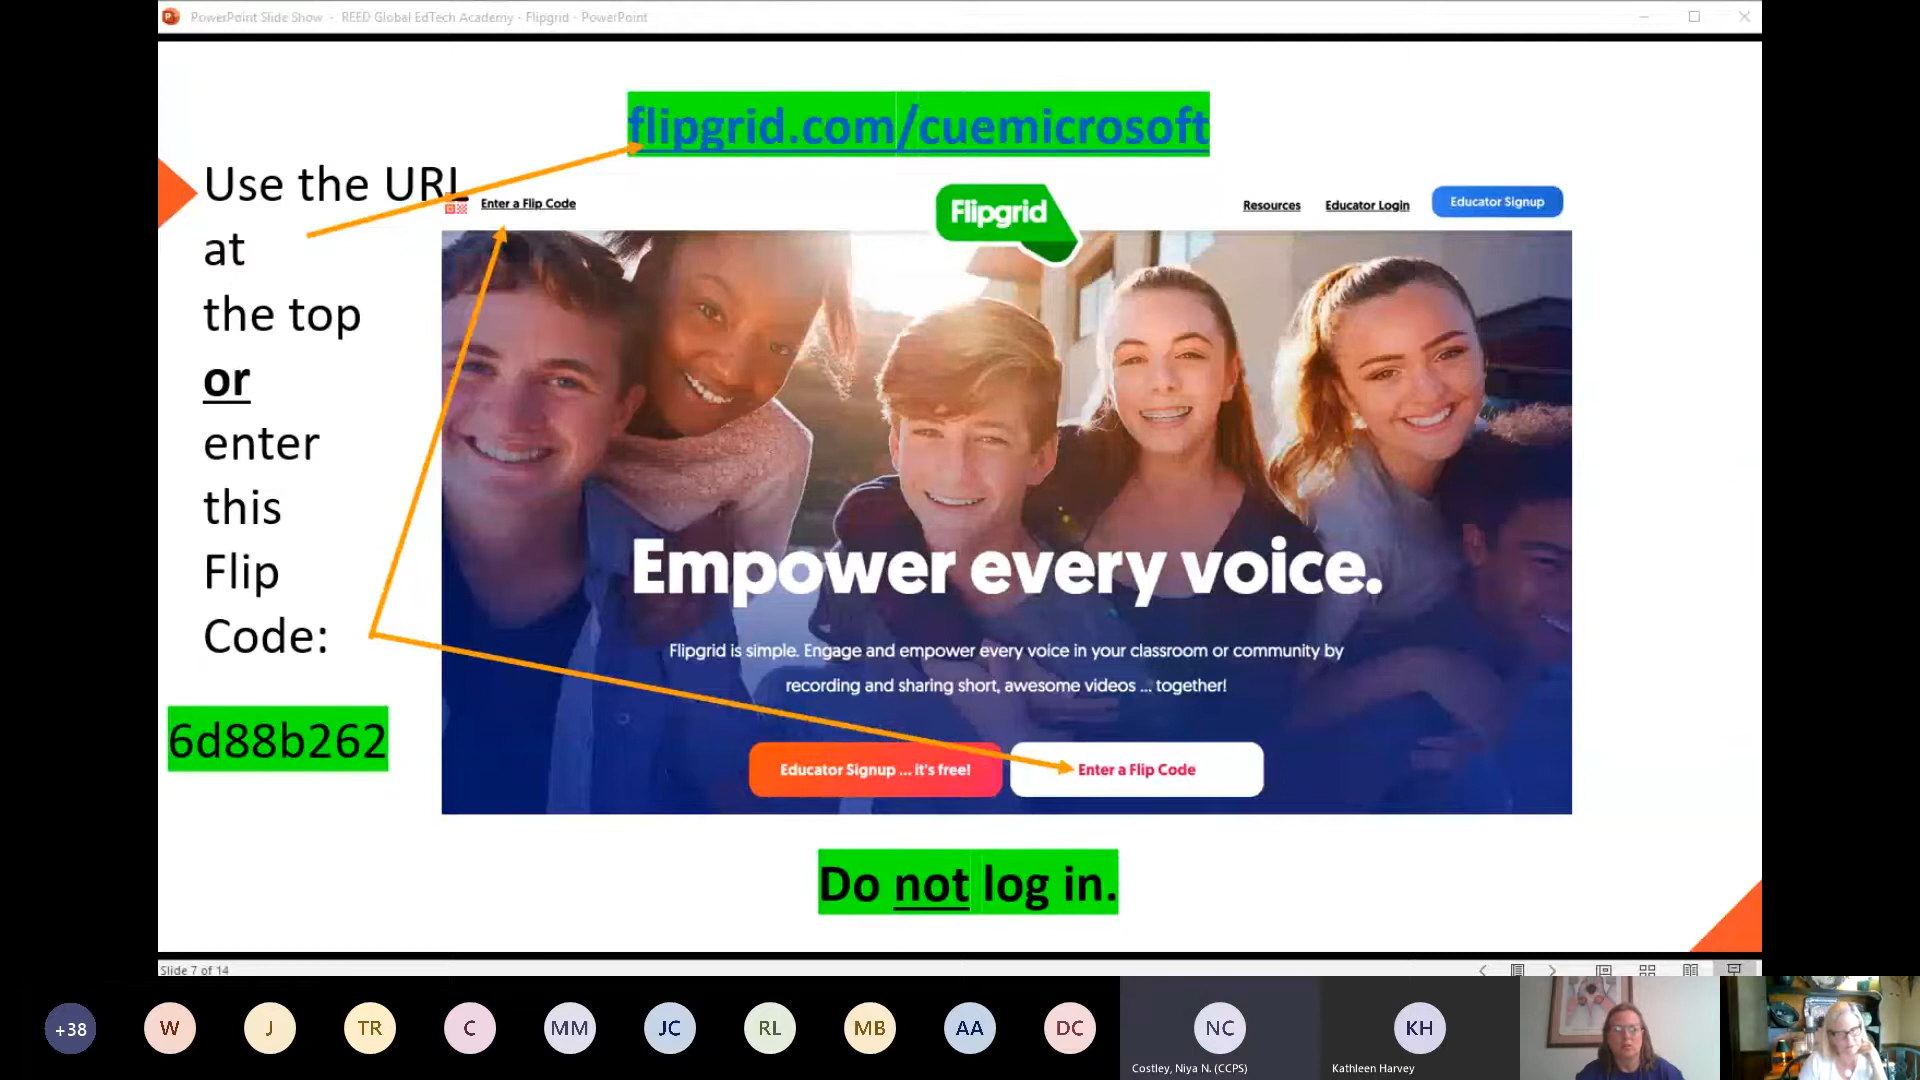 PowerPoint Slide Show - REED Global EdTech Academy - Flipgrid - PowerPoint
flipgrid.com/cuemicrosoft
Use the URL
at
the top
or
enter
this
Flip
Code:
6d88b262
Enter a Flip Code
Flipgrid
Resources
Educator Login
Educator Signup
Empower every voice.
Flipgrid is simple. Engage and empower every voice in your classroom or community by
recording and sharing short, awesome videos ... together!
Educator Signup ... it's free!
Enter a Flip Code
Do not log in.
Slide 7 of 14
+38
W
J
TR
C
MM
JC
RL
MB
AA
DC
NC
Costley, Niya N. (CCPS)
KH
Kathleen Harvey